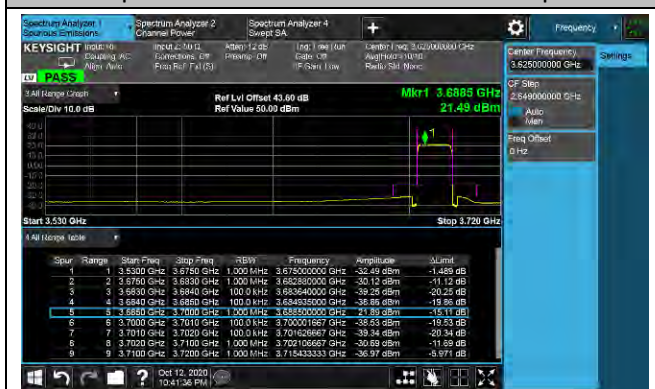 Spectrum Analyzer 1
Spurious Emissions
Spectrum Analyzer 2
Channel Power
Spectrum Analyzer 4
Swept SA
+
Frequency
KEYSIGHT Input: RF
Coupling: AC
Align: Auto
Input Z: 50 Ω
Corrections: Off
Freq Ref: Ext (S)
Atten: 12 dB
Preamp: Off
Trig: Free Run
Gate: Off
IF Gain: Low
Center Freq: 3.625000000 GHz
Avg|Hold: 10/10
Radio Std: None
LXI PASS
Center Frequency
3.625000000 GHz
Settings
CF Step
2.649000000 GHz
Auto
Man
Freq Offset
0 Hz
3 All Range Graph
Scale/Div 10.0 dB
Ref Lvl Offset 43.60 dB
Ref Value 50.00 dBm
Mkr1 3.6885 GHz
21.49 dBm
1
Start 3.530 GHz
Stop 3.720 GHz
4 All Range Table
Spur Range Start Freq Stop Freq RBW Frequency Amplitude ΔLimit
1 1 3.5300 GHz 3.6750 GHz 1.000 MHz 3.675000000 GHz -32.49 dBm -1.489 dB
2 2 3.6750 GHz 3.6830 GHz 1.000 MHz 3.682880000 GHz -30.12 dBm -11.12 dB
3 3 3.6830 GHz 3.6840 GHz 100.0 kHz 3.683640000 GHz -39.25 dBm -20.25 dB
4 4 3.6840 GHz 3.6850 GHz 100.0 kHz 3.684935000 GHz -38.86 dBm -19.86 dB
5 5 3.6850 GHz 3.7000 GHz 1.000 MHz 3.688500000 GHz 21.89 dBm -15.11 dB
6 6 3.7000 GHz 3.7010 GHz 100.0 kHz 3.700001667 GHz -38.53 dBm -19.53 dB
7 7 3.7010 GHz 3.7020 GHz 100.0 kHz 3.701626667 GHz -39.34 dBm -20.34 dB
8 8 3.7020 GHz 3.7100 GHz 1.000 MHz 3.702106667 GHz -30.69 dBm -11.69 dB
9 9 3.7100 GHz 3.7200 GHz 1.000 MHz 3.715433333 GHz -36.97 dBm -5.971 dB
?
Oct 12, 2020
10:41:36 PM